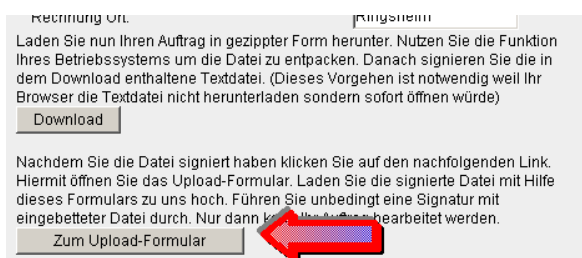 Rechnung Ort: Ringsheim
Laden Sie nun Ihren Auftrag in gezippter Form herunter. Nutzen Sie die Funktion
Ihres Betriebssystems um die Datei zu entpacken. Danach signieren Sie die in
dem Download enthaltene Textdatei. (Dieses Vorgehen ist notwendig weil Ihr
Browser die Textdatei nicht herunterladen sondern sofort öffnen würde)
Download
Nachdem Sie die Datei signiert haben klicken Sie auf den nachfolgenden Link.
Hiermit öffnen Sie das Upload-Formular. Laden Sie die signierte Datei mit Hilfe
dieses Formulars zu uns hoch. Führen Sie unbedingt eine Signatur mit
eingebetteter Datei durch. Nur dann kann Ihr Auftrag bearbeitet werden.
Zum Upload-Formular